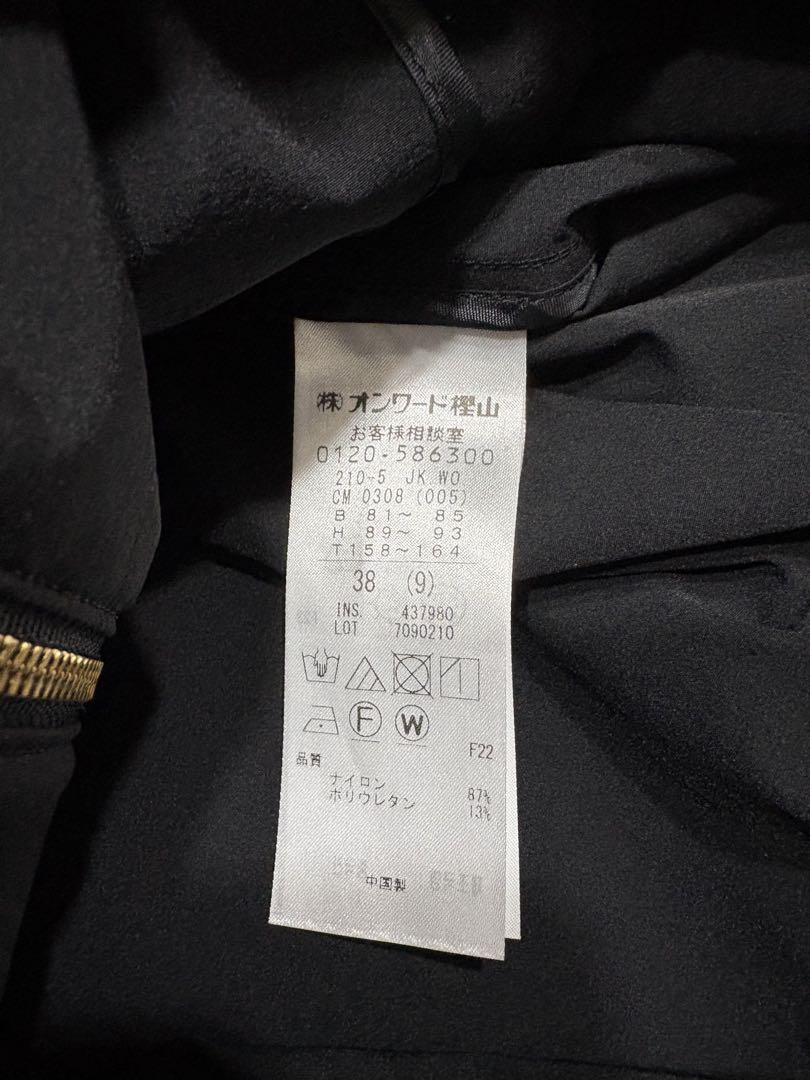 ㈱オンワード樫山
お客様相談室
0120-586300
210-5 JK WO
CM 0308 (005)
B 81～ 85
H 89～ 93
T158～164
38 (9)
INS. 437980
LOT 7090210
F W
F22
品質
ナイロン 87%
ポリウレタン 13%
中国製